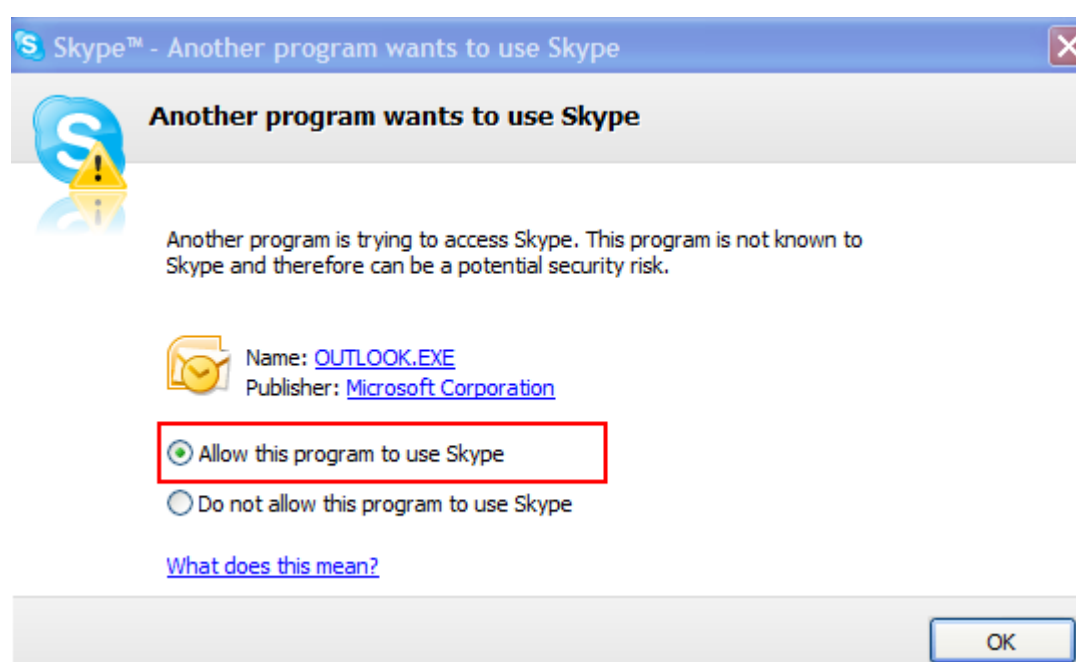 Skype™ - Another program wants to use Skype
Another program wants to use Skype
Another program is trying to access Skype. This program is not known to
Skype and therefore can be a potential security risk.
Name: OUTLOOK.EXE
Publisher: Microsoft Corporation
Allow this program to use Skype
Do not allow this program to use Skype
What does this mean?
OK